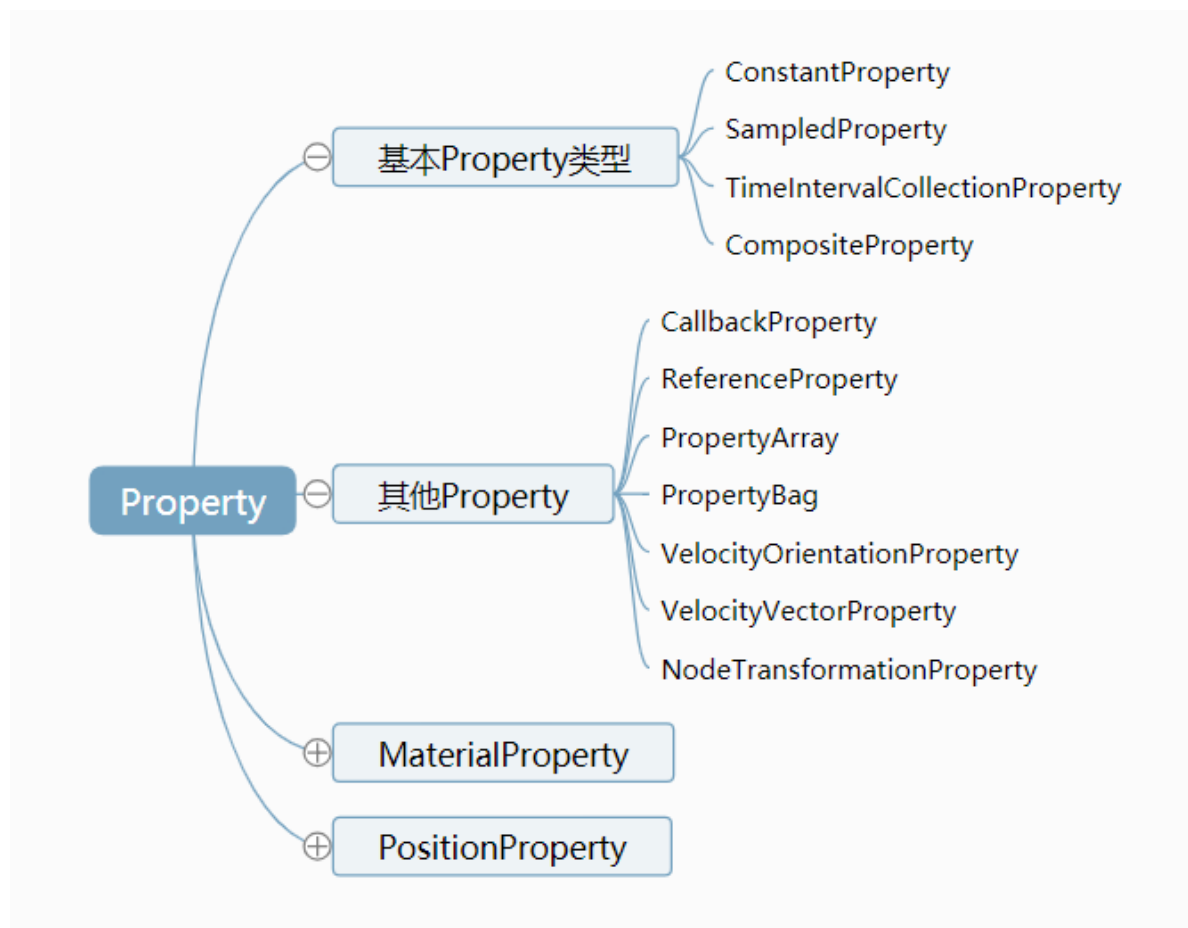 Property
基本Property类型
ConstantProperty
SampledProperty
TimeIntervalCollectionProperty
CompositeProperty
其他Property
CallbackProperty
ReferenceProperty
PropertyArray
PropertyBag
VelocityOrientationProperty
VelocityVectorProperty
NodeTransformationProperty
MaterialProperty
PositionProperty